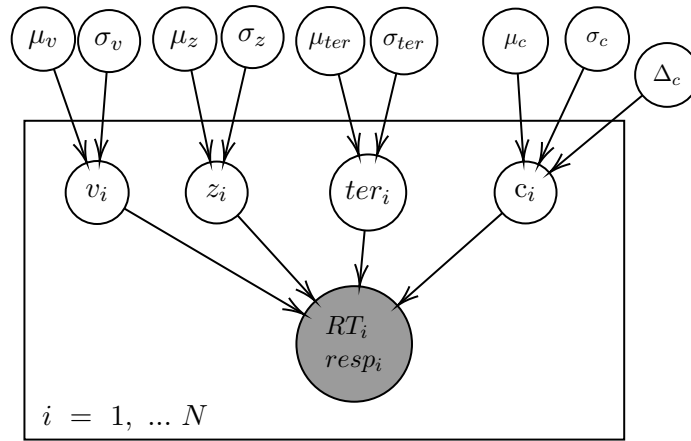 μ_v σ_v μ_z σ_z μ_ter σ_ter μ_c σ_c
Δ_c
v_i z_i ter_i c_i
RT_i
resp_i
i = 1, ... N